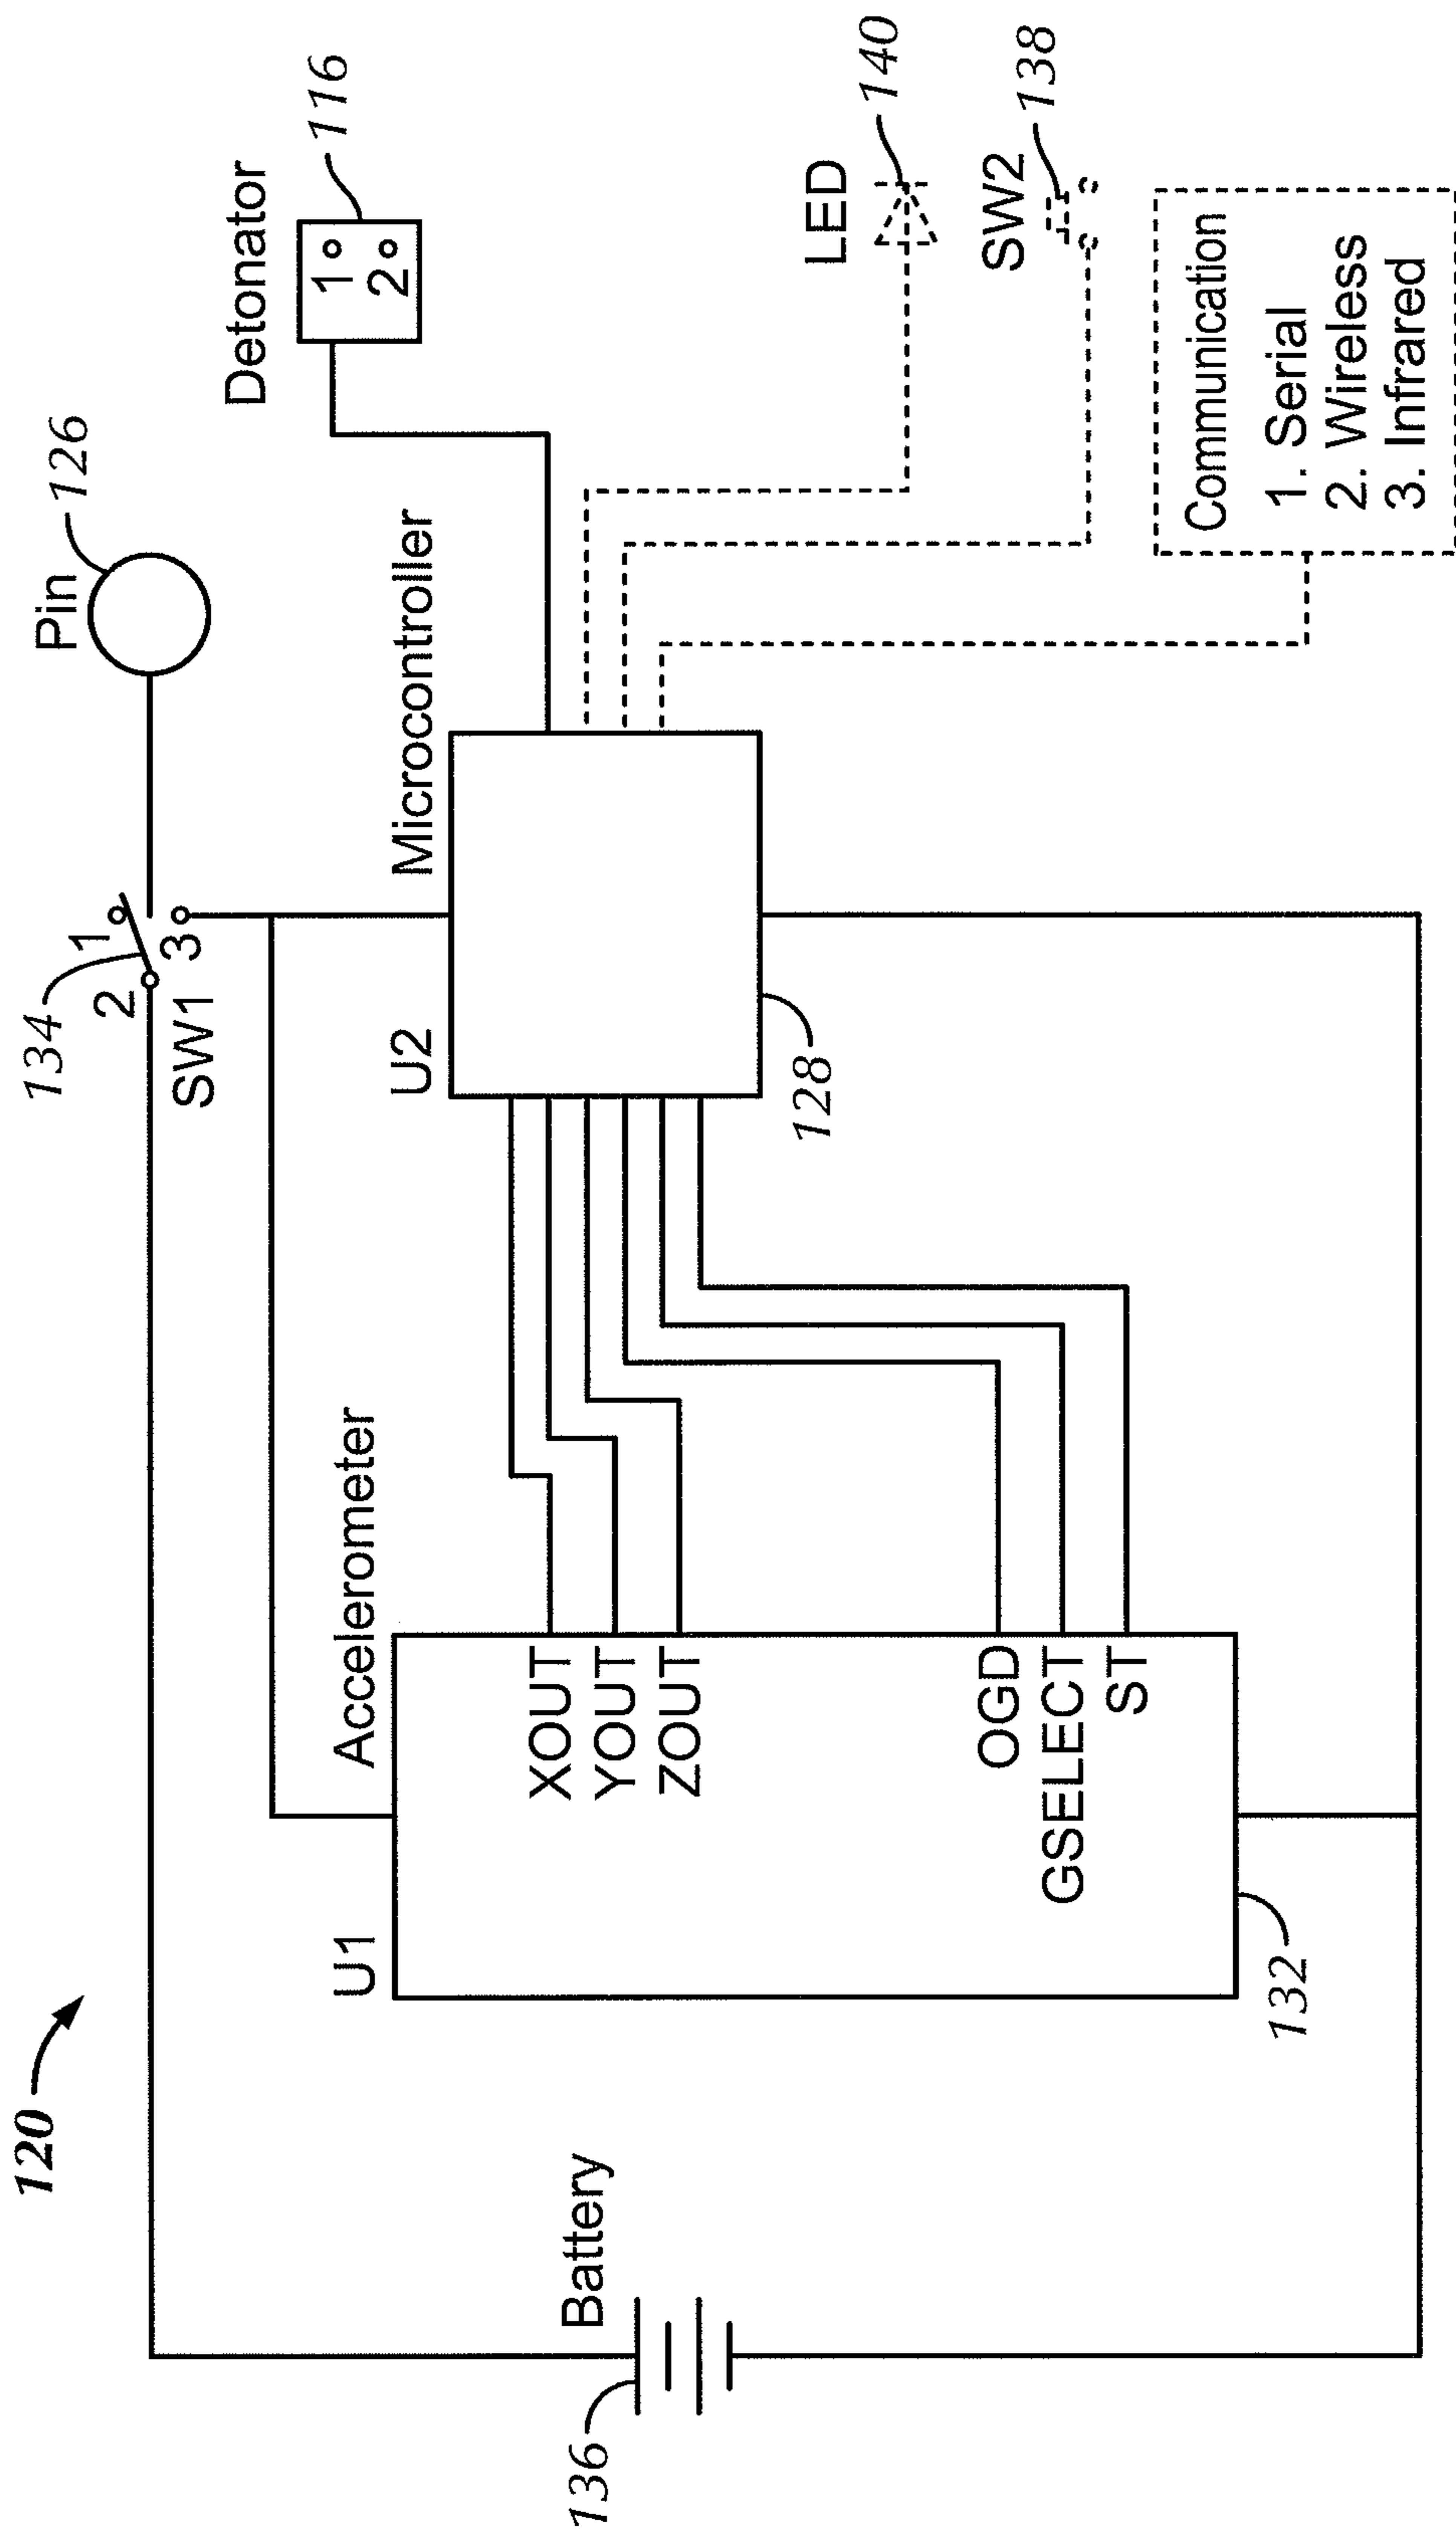 120
Pin
126
134
1
2
3
SW1
Detonator
116
1
2
Accelerometer
U1
XOUT
YOUT
ZOUT
OGD
GSELECT
ST
132
Microcontroller
U2
128
Battery
136
LED
140
SW2
138
Communication
1. Serial
2. Wireless
3. Infrared